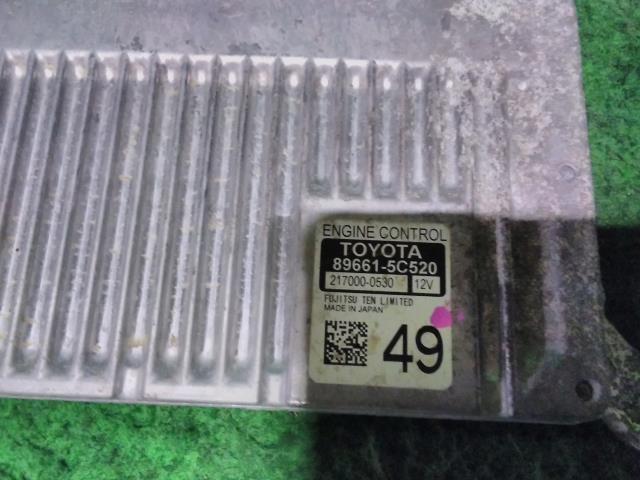 ENGINE CONTROL
TOYOTA
89661-5C520
217000-0530 12V
FUJITSU TEN LIMITED
MADE IN JAPAN
49